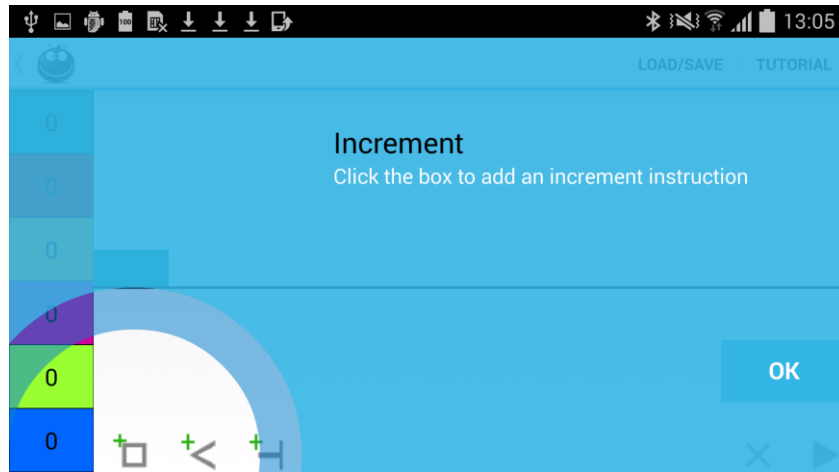 100
13:05
LOAD/SAVE TUTORIAL
0
0
0
0
0
0
Increment
Click the box to add an increment instruction
OK